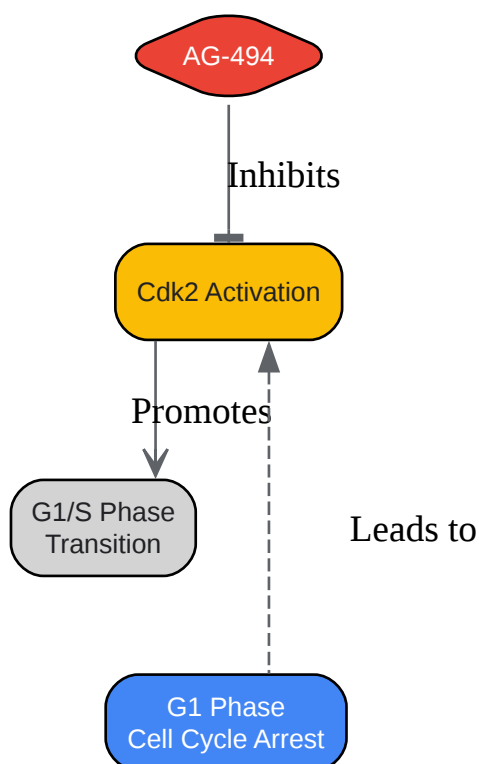 AG-494
Inhibits
Cdk2 Activation
Promotes
G1/S Phase
Transition
Leads to
G1 Phase
Cell Cycle Arrest